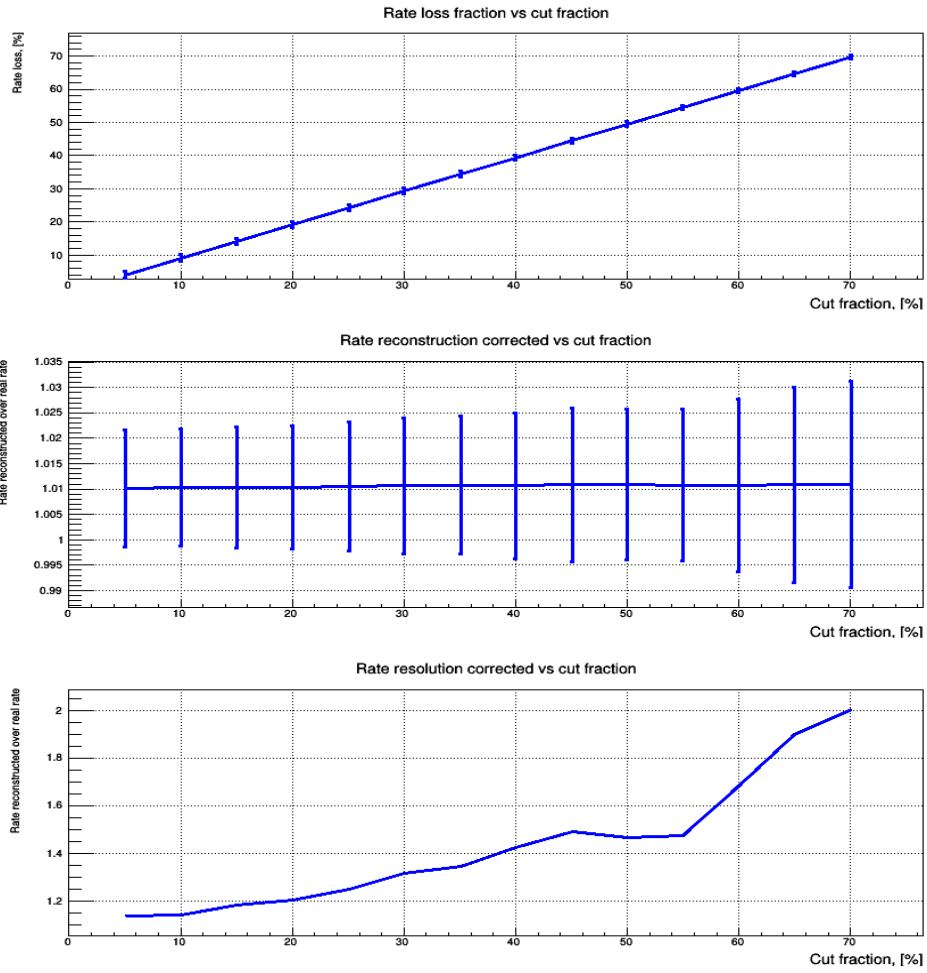 Rate loss fraction vs cut fraction
Rate loss, [%]
70
60
50
40
30
20
10
0 10 20 30 40 50 60 70
Cut fraction, [%]
Rate reconstruction corrected vs cut fraction
Rate reconstructed over real rate
1.035
1.03
1.025
1.02
1.015
1.01
1.005
1
0.995
0.99
0 10 20 30 40 50 60 70
Cut fraction, [%]
Rate resolution corrected vs cut fraction
Rate reconstructed over real rate
2
1.8
1.6
1.4
1.2
0 10 20 30 40 50 60 70
Cut fraction, [%]